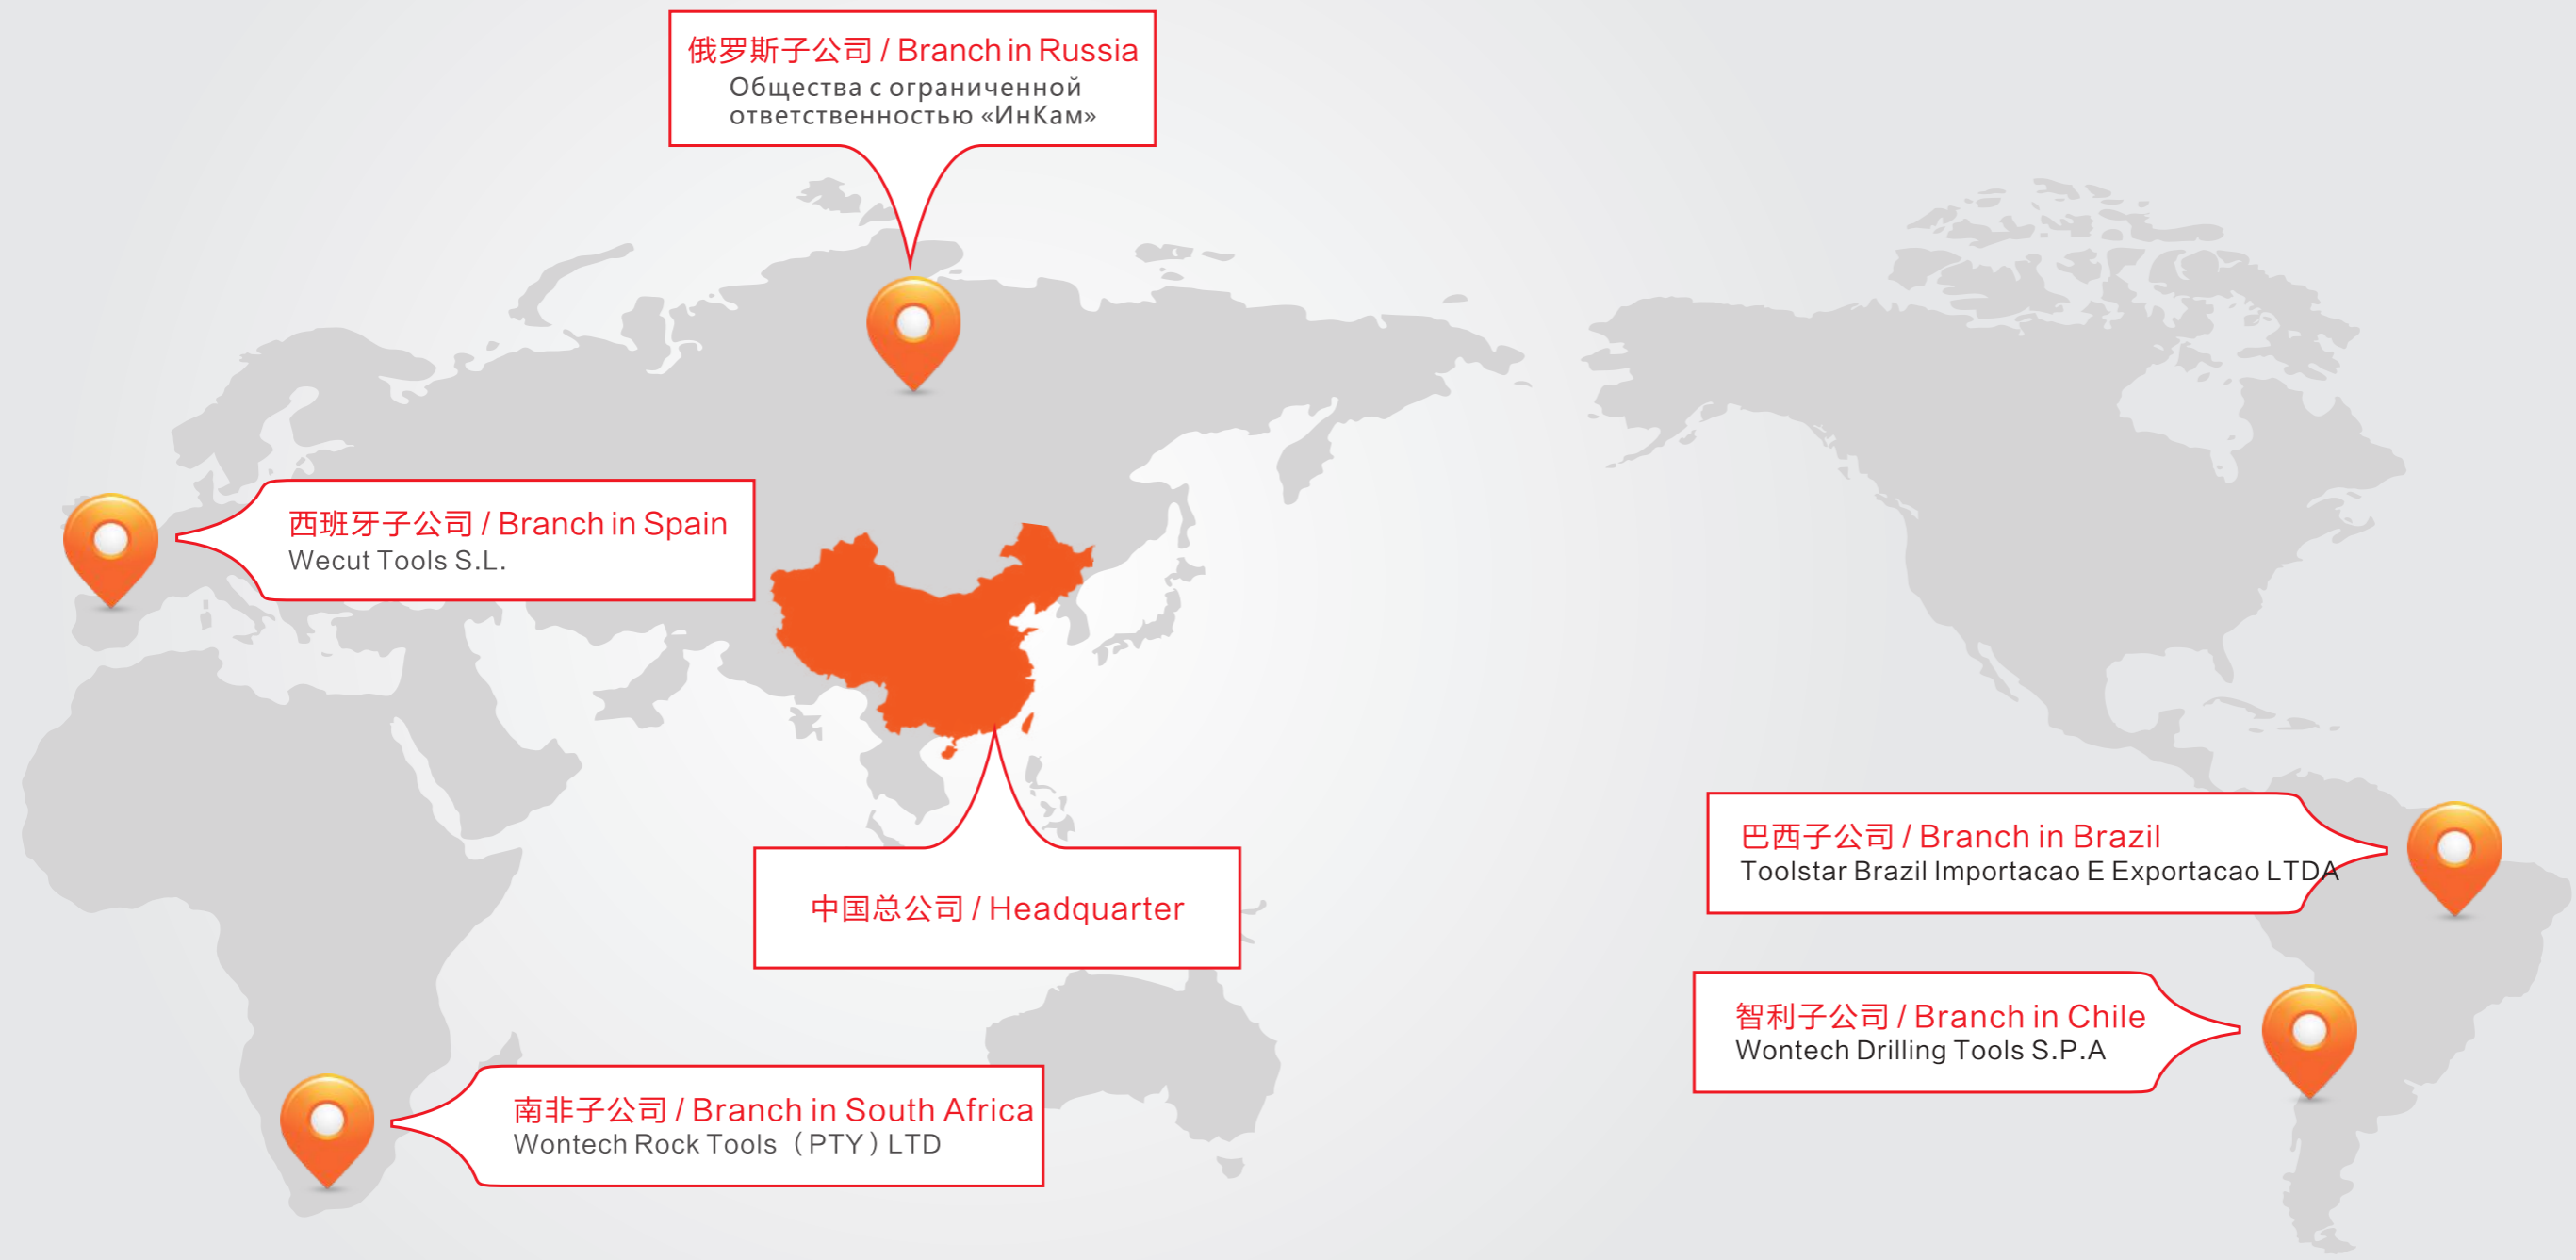 俄罗斯子公司 / Branch in Russia
Общества с ограниченной
ответственностью «ИнКам»
西班牙子公司 / Branch in Spain
Wecut Tools S.L.
中国总公司 / Headquarter
巴西子公司 / Branch in Brazil
Toolstar Brazil Importacao E Exportacao LTDA
智利子公司 / Branch in Chile
Wontech Drilling Tools S.P.A
南非子公司 / Branch in South Africa
Wontech Rock Tools（PTY）LTD